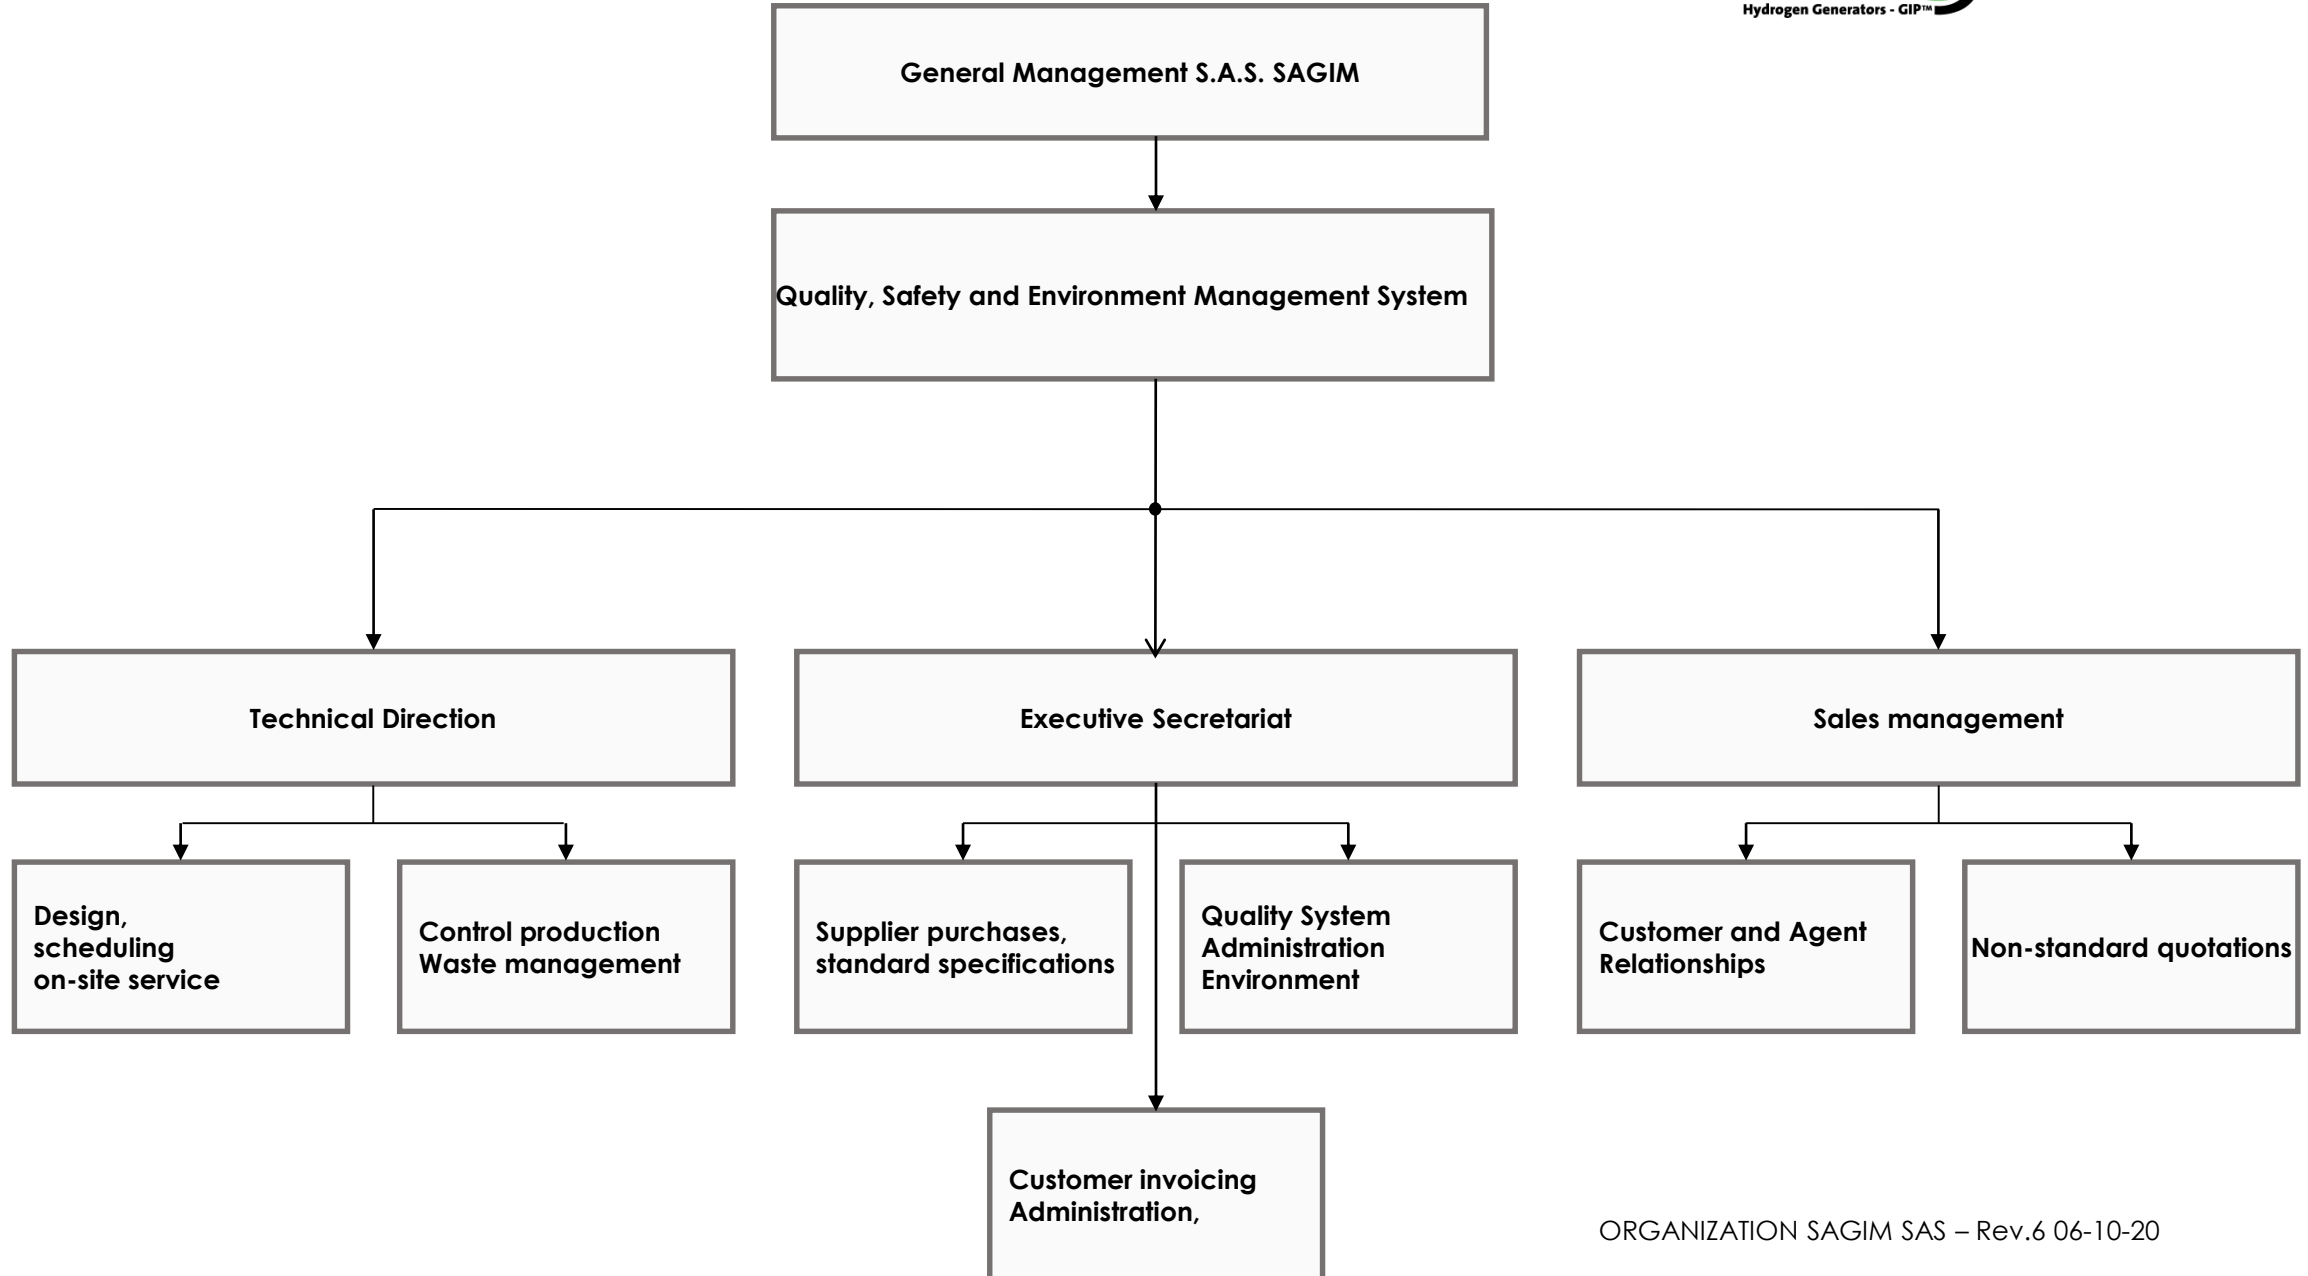 Hydrogen Generators - GIP™
General Management S.A.S. SAGIM
Quality, Safety and Environment Management System
Technical Direction
Executive Secretariat
Sales management
Design,
scheduling
on-site service
Control production
Waste management
Supplier purchases,
standard specifications
Quality System
Administration
Environment
Customer and Agent
Relationships
Non-standard quotations
Customer invoicing
Administration,
ORGANIZATION SAGIM SAS – Rev.6 06-10-20